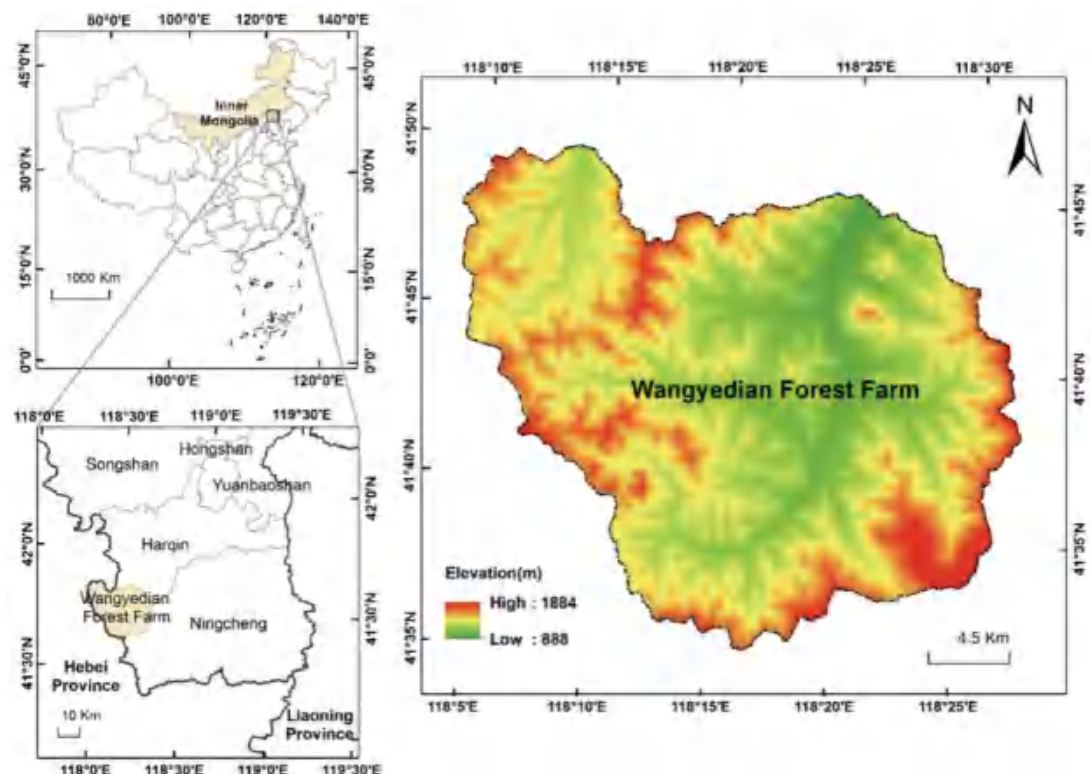 80°0'E 100°0'E 120°0'E 140°0'E
45°0'N
45°0'N
Inner
Mongolia
30°0'N
30°0'N
15°0'N
15°0'N
1000 Km
0°0'
0°0'
100°0'E 120°0'E
118°0'E 118°30'E 119°0'E 119°30'E
Hongshan
Songshan
Yuanbaoshan
42°0'N
42°0'N
Harqin
Wangyedian
Forest Farm
Ningcheng
41°30'N
41°30'N
Hebei
Province
10 Km
Liaoning
Province
118°0'E 118°30'E 119°0'E 119°30'E
118°10'E 118°15'E 118°20'E 118°25'E 118°30'E
N
41°50'N
41°45'N
41°45'N
Wangyedian Forest Farm
41°40'N
41°40'N
41°35'N
Elevation(m)
High : 1884
Low : 888
4.5 Km
41°35'N
118°5'E 118°10'E 118°15'E 118°20'E 118°25'E